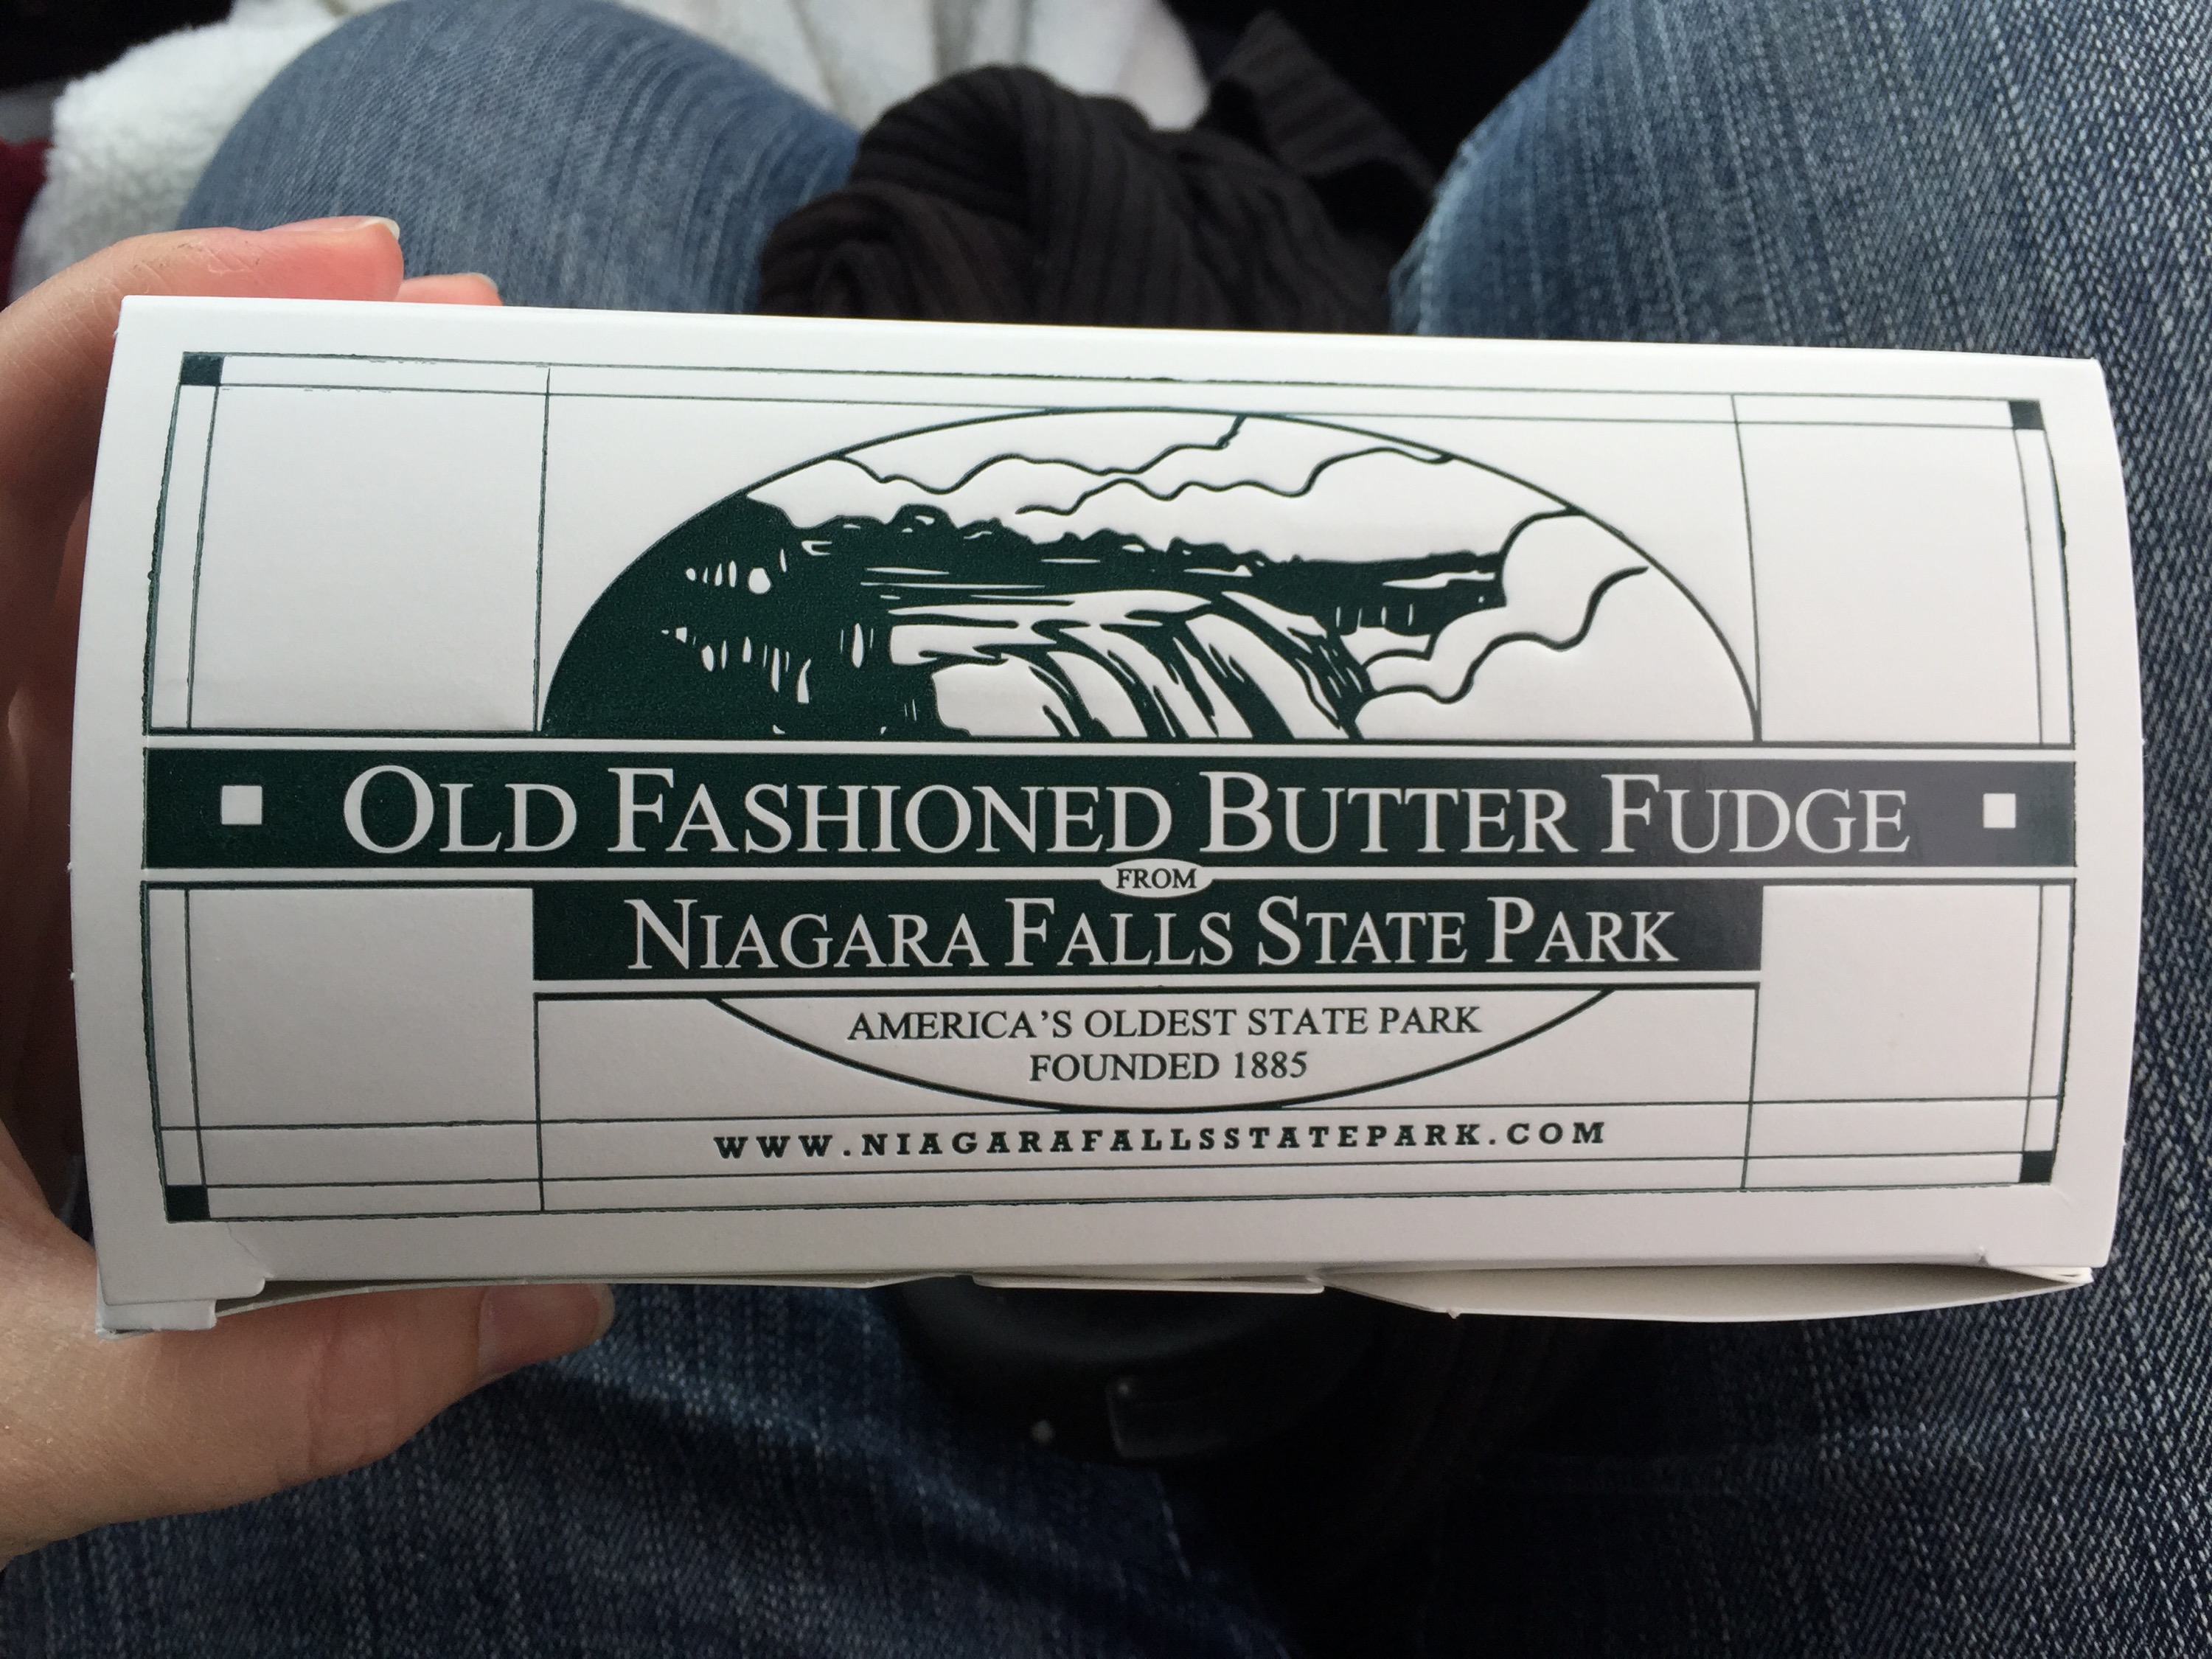 OLD FASHIONED BUTTER FUDGE
FROM
NIAGARA FALLS STATE PARK
AMERICA'S OLDEST STATE PARK
FOUNDED 1885
WWW.NIAGARAFALLSSTATEPARK.COM